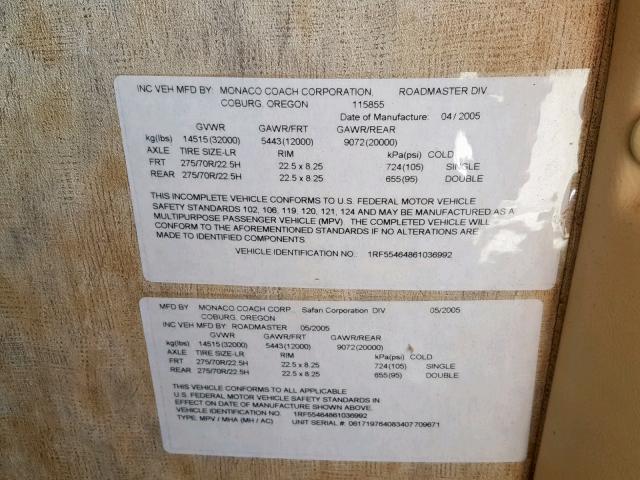 INC VEH MFD BY: MONACO COACH CORPORATION, ROADMASTER DIV
COBURG, OREGON 115855
Date of Manufacture: 04/2005
GVWR GAWR/FRT GAWR/REAR
kg(lbs) 14515(32000) 5443(12000) 9072(20000)
AXLE TIRE SIZE-LR RIM kPa(psi) COLD
FRT 275/70R/22.5H 22.5 x 8.25 724(105) SINGLE
REAR 275/70R/22.5H 22.5 x 8.25 655(95) DOUBLE
THIS INCOMPLETE VEHICLE CONFORMS TO U.S. FEDERAL MOTOR VEHICLE
SAFETY STANDARDS 102, 106, 119, 120, 121, 124 AND MAY BE MANUFACTURED AS A
MULTIPURPOSE PASSENGER VEHICLE (MPV) THE COMPLETED VEHICLE WILL
CONFORM TO THE AFOREMENTIONED STANDARDS IF NO ALTERATIONS ARE
MADE TO IDENTIFIED COMPONENTS
VEHICLE IDENTIFICATION NO.: 1RF55464861036992
MFD BY MONACO COACH CORP., Safari Corporation DIV 05/2005
COBURG, OREGON
INC VEH MFD BY: ROADMASTER 05/2005
GVWR GAWR/FRT GAWR/REAR
kg(lbs) 14515(32000) 5443(12000) 9072(20000)
AXLE TIRE SIZE-LR RIM kPa(psi) COLD
FRT 275/70R/22.5H 22.5 x 8.25 724(105) SINGLE
REAR 275/70R/22.5H 22.5 x 8.25 655(95) DOUBLE
THIS VEHICLE CONFORMS TO ALL APPLICABLE
U.S. FEDERAL MOTOR VEHICLE SAFETY STANDARDS IN
EFFECT ON DATE OF MANUFACTURE SHOWN ABOVE.
VEHICLE IDENTIFICATION NO.: 1RF55464861036992
TYPE: MPV / MHA (MH / AC) UNIT SERIAL #: 061719764083407709671